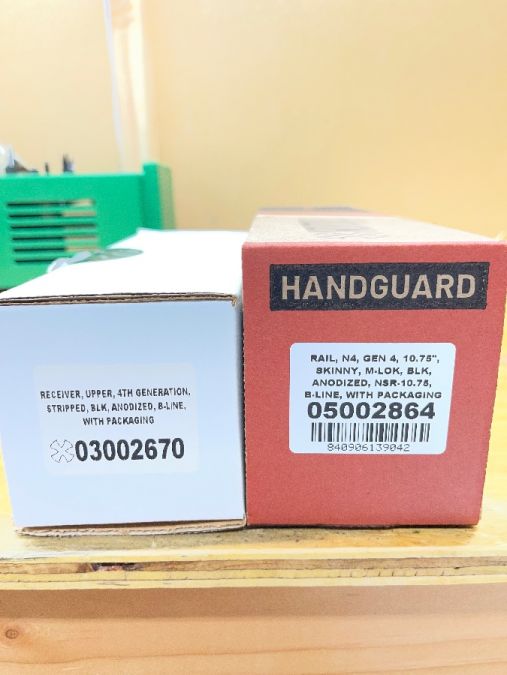 RECEIVER, UPPER, 4TH GENERATION,
STRIPPED, BLK, ANODIZED, B-LINE,
WITH PACKAGING
03002670
HANDGUARD
RAIL, N4, GEN 4, 10.75",
SKINNY, M-LOK, BLK,
ANODIZED, NSR-10.75,
B-LINE, WITH PACKAGING
05002864
840906139042